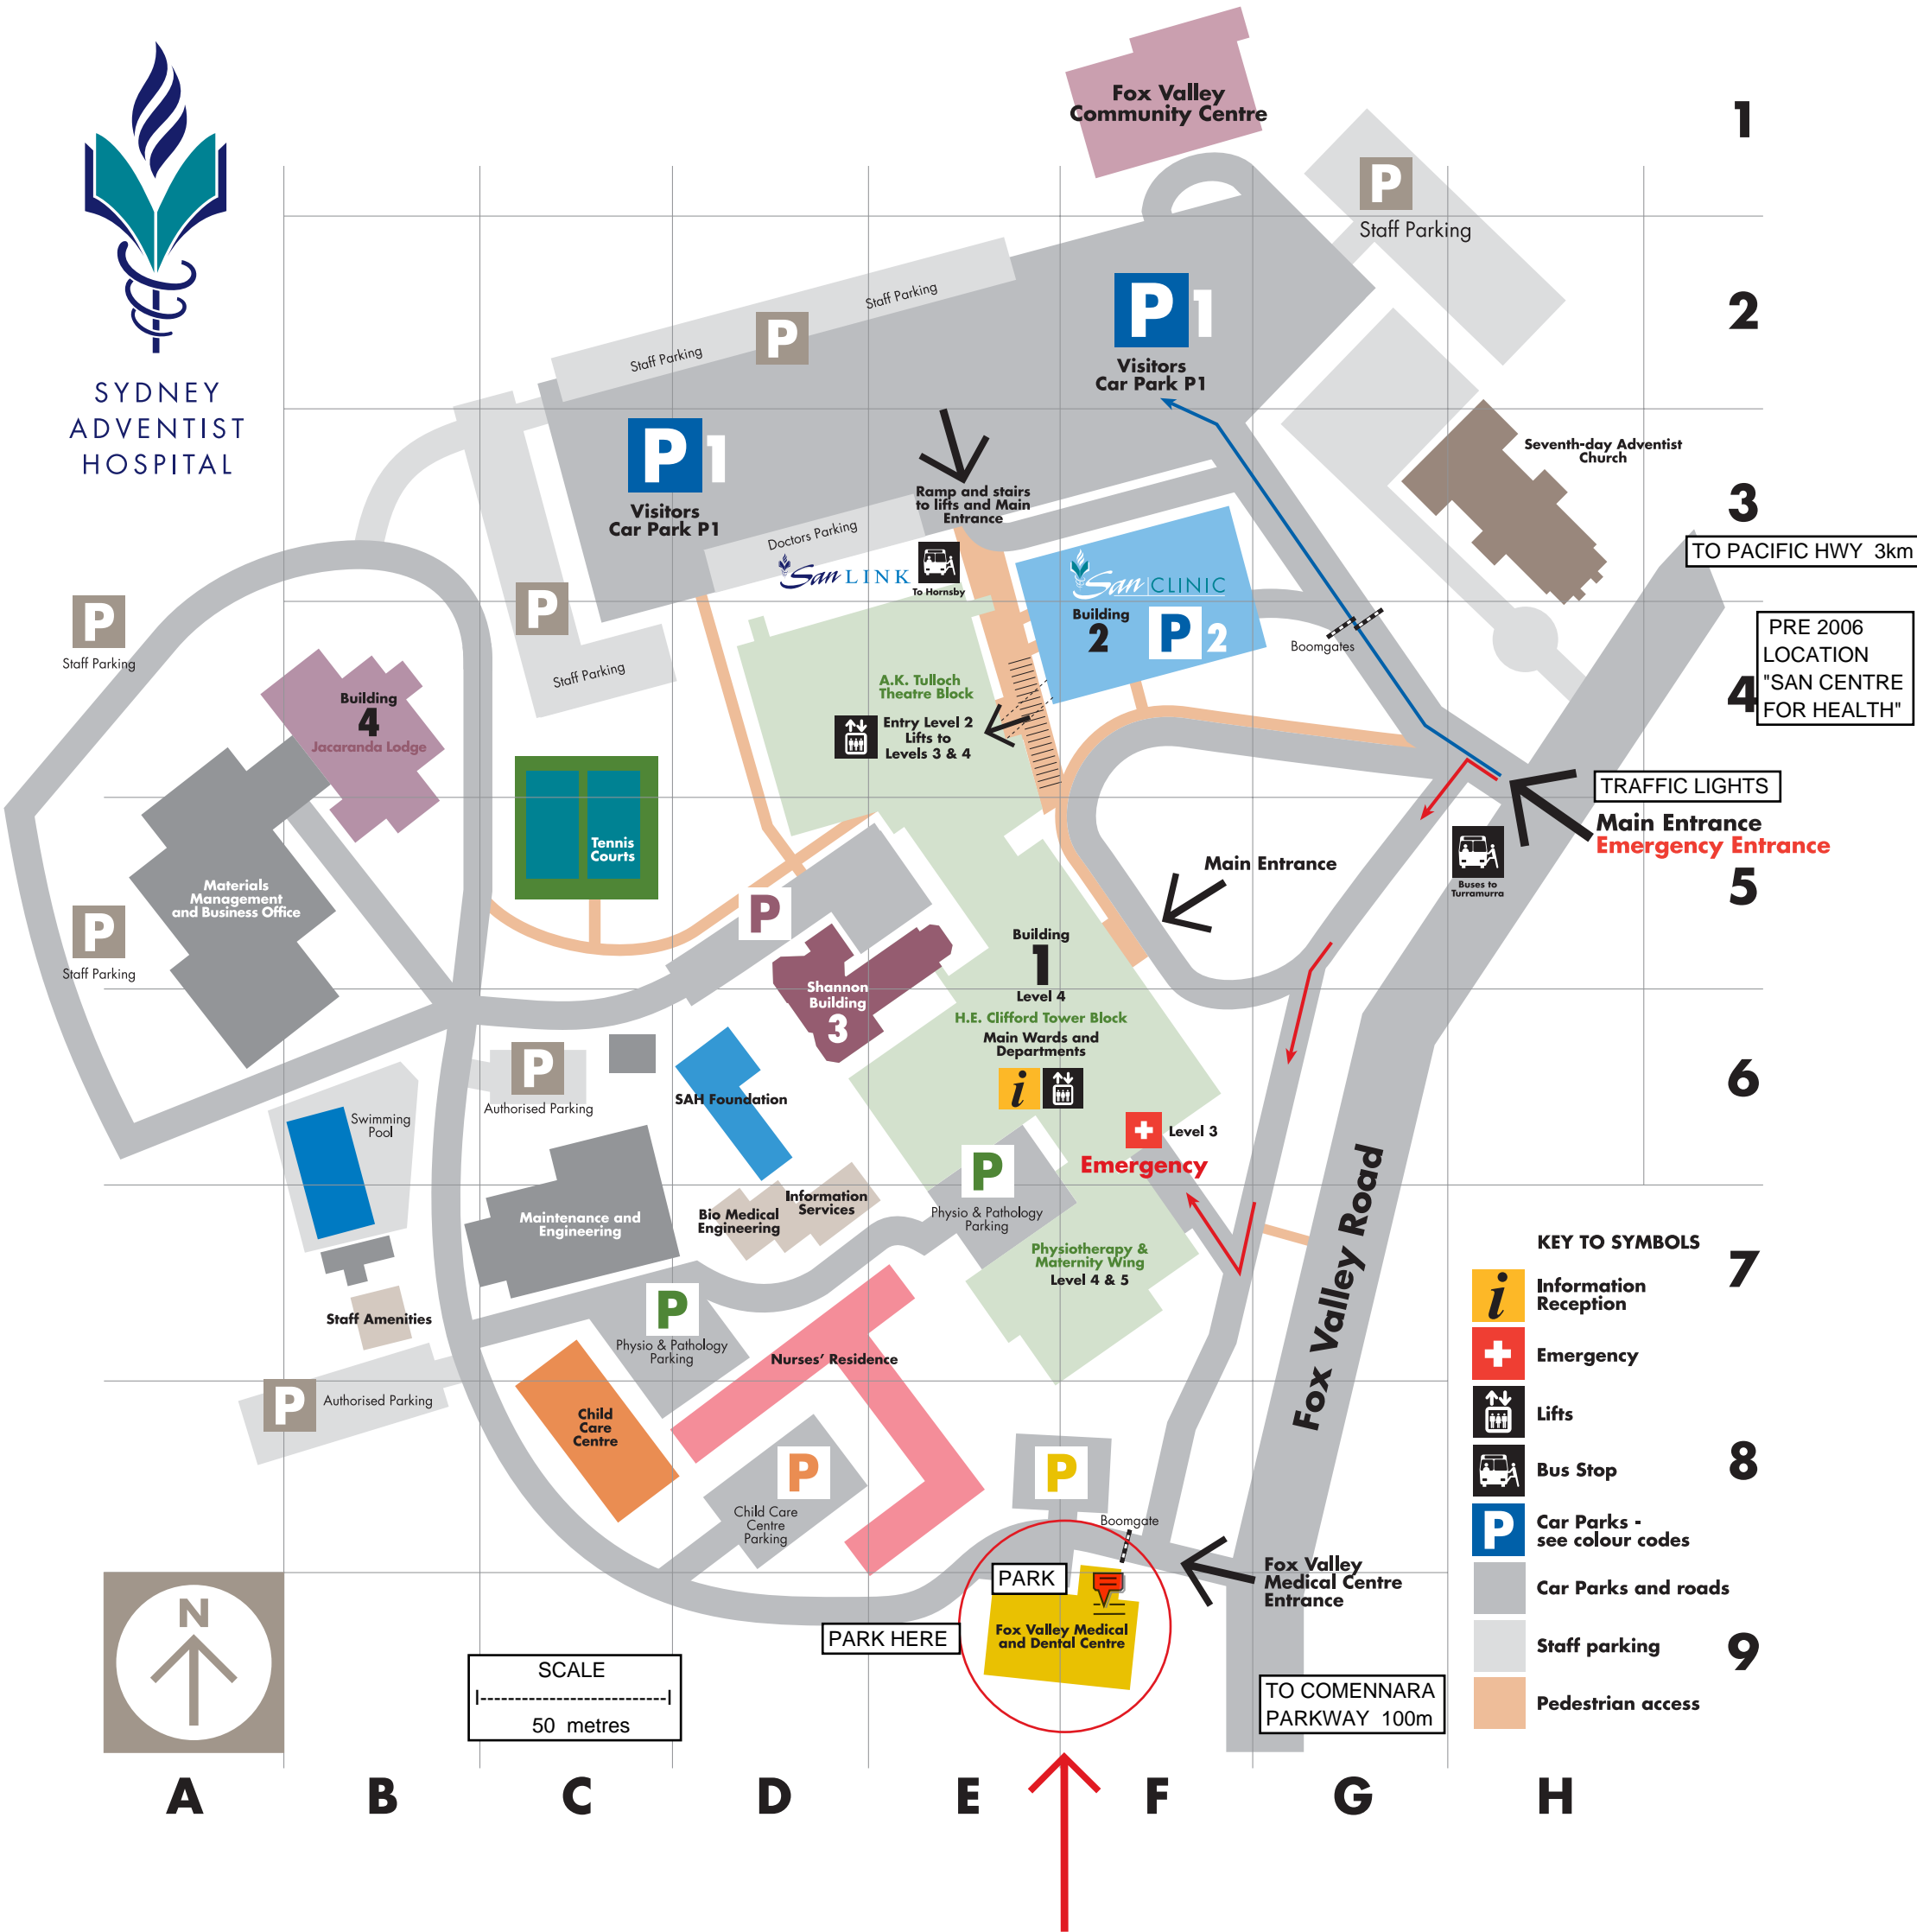 SYDNEY
ADVENTIST
HOSPITAL
Fox Valley
Community Centre
1
P
Staff Parking
2
Staff Parking
P
Staff Parking
P 1
Visitors
Car Park P1
P 1
Visitors
Car Park P1
Ramp and stairs
to lifts and Main
Entrance
Seventh-day Adventist
Church
3
TO PACIFIC HWY 3km
Doctors Parking
San LINK
To Hornsby
San CLINIC
Building
2
P 2
Boomgates
P
Staff Parking
P
Staff Parking
PRE 2006
LOCATION
"SAN CENTRE
FOR HEALTH"
4
Building
4
Jacaranda Lodge
A.K. Tulloch
Theatre Block
Entry Level 2
Lifts to
Levels 3 & 4
TRAFFIC LIGHTS
Main Entrance
Emergency Entrance
Tennis
Courts
Main Entrance
Buses to
Turramurra
5
Materials
Management
and Business Office
P
Staff Parking
P
Building
1
Level 4
Shannon
Building
3
H.E. Clifford Tower Block
Main Wards and
Departments
i
P
Authorised Parking
SAH Foundation
6
Swimming
Pool
Level 3
Emergency
P
Physio & Pathology
Parking
Information
Services
Bio Medical
Engineering
Maintenance and
Engineering
Physiotherapy &
Maternity Wing
Level 4 & 5
Fox Valley Road
7
Staff Amenities
P
Physio & Pathology
Parking
Nurses' Residence
P
Authorised Parking
Child
Care
Centre
P
Child Care
Centre
Parking
P
Boomgate
8
KEY TO SYMBOLS
i
Information
Reception
Emergency
Lifts
Bus Stop
P
Car Parks -
see colour codes
Car Parks and roads
Staff parking
Pedestrian access
Fox Valley
Medical Centre
Entrance
PARK
PARK HERE
Fox Valley Medical
and Dental Centre
9
N
SCALE
|-----------------------|
50 metres
TO COMENNARA
PARKWAY 100m
A
B
C
D
E
F
G
H